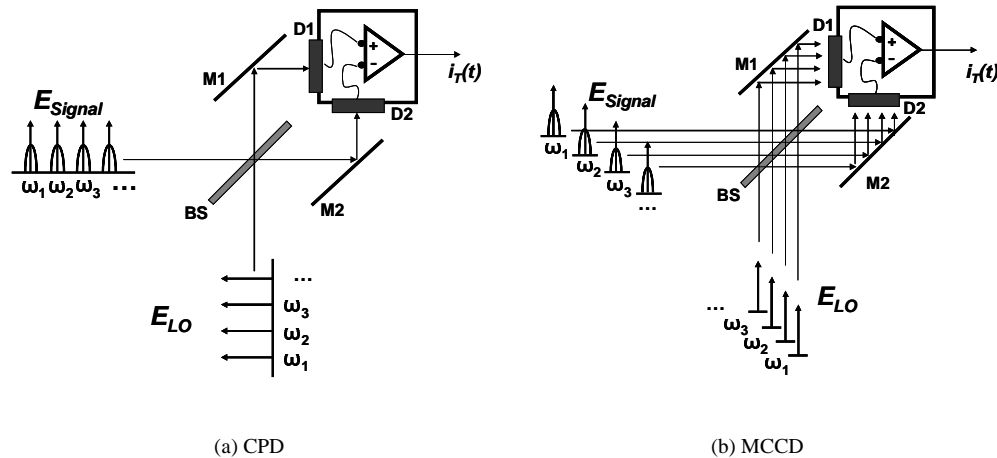 D1
+
−
M1
i_T(t)
D2
E_Signal
ω1 ω2 ω3 ...
BS
M2
...
ω3
E_LO
ω2
ω1
(a) CPD
D1
+
−
M1
i_T(t)
D2
E_Signal
ω1
ω2
ω3
...
M2
BS
E_LO
...
ω3
ω2
ω1
(b) MCCD